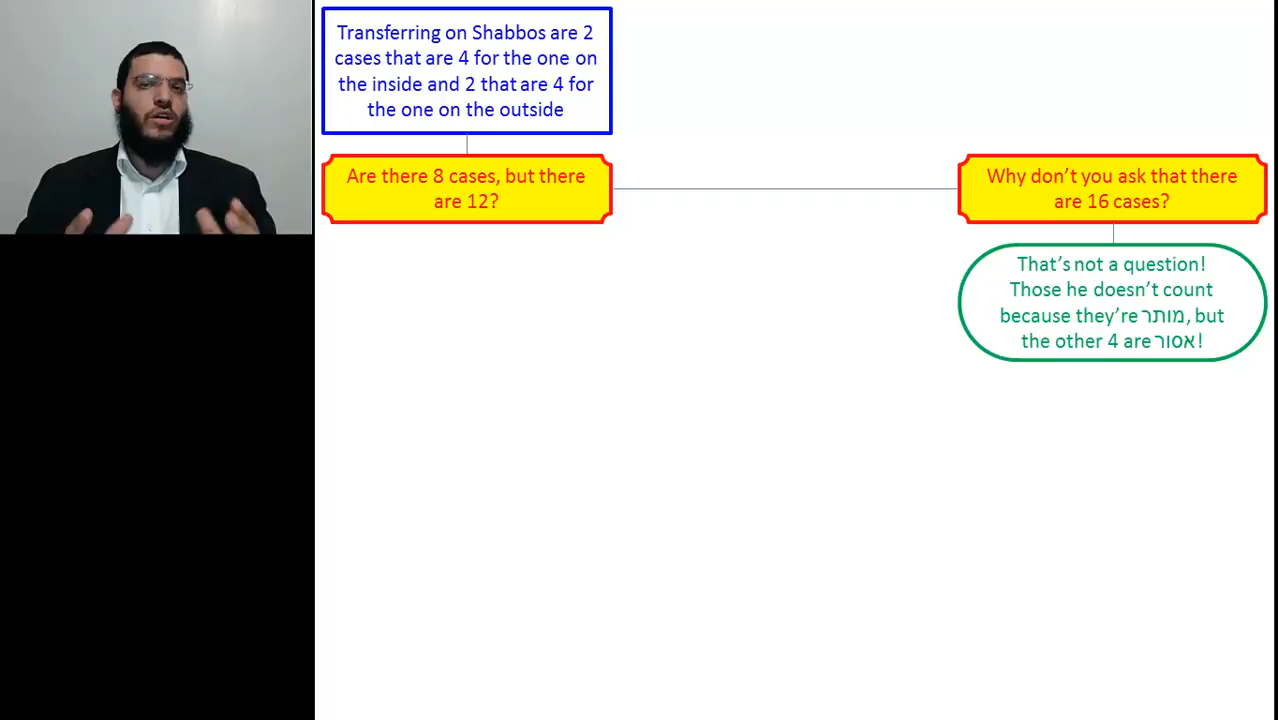 Transferring on Shabbos are 2
cases that are 4 for the one on
the inside and 2 that are 4 for
the one on the outside
Are there 8 cases, but there
are 12?
Why don't you ask that there
are 16 cases?
That's not a question!
Those he doesn't count
because they're מותר, but
the other 4 are אסור!